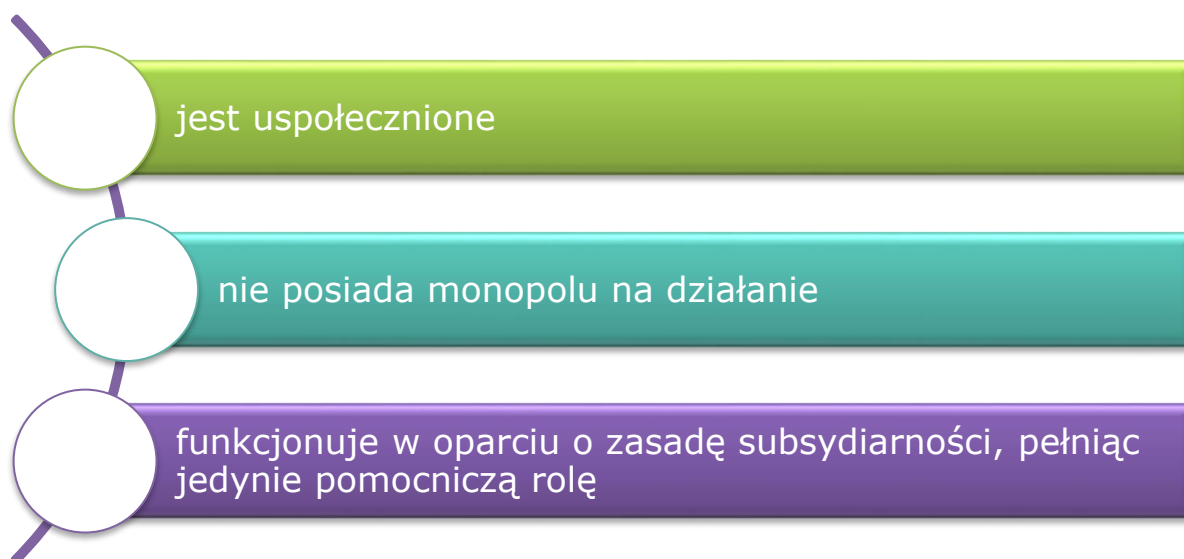 jest uspołecznione
nie posiada monopolu na działanie
funkcjonuje w oparciu o zasadę subsydiarności, pełniąc
jedynie pomocniczą rolę